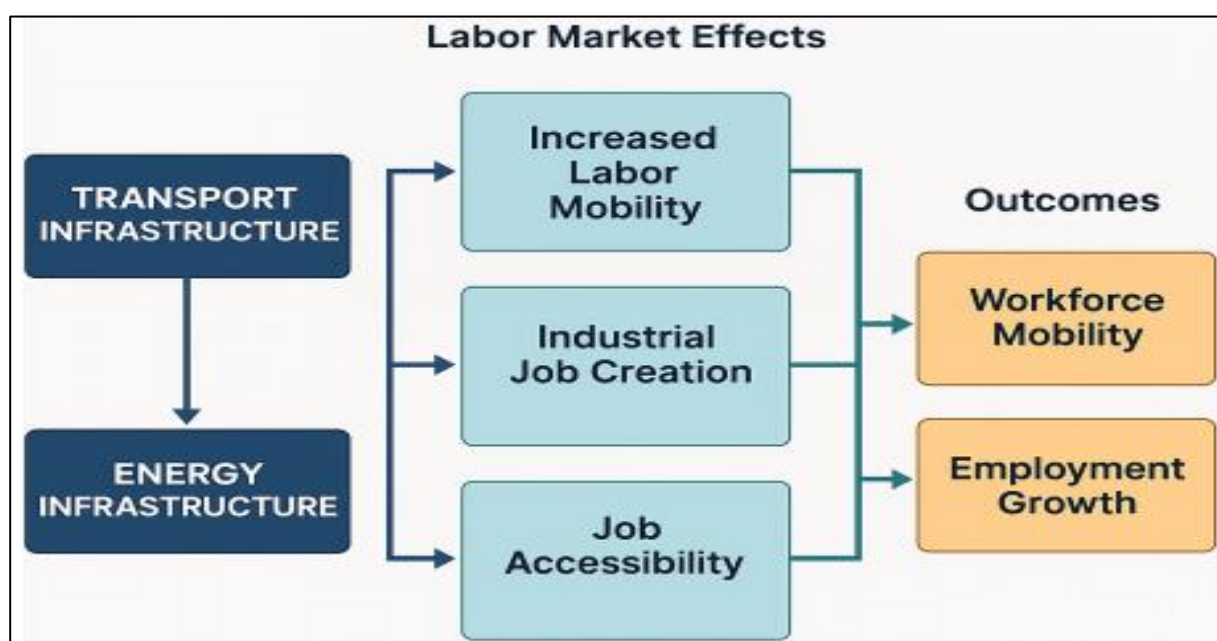 Labor Market Effects
TRANSPORT
INFRASTRUCTURE
ENERGY
INFRASTRUCTURE
Increased
Labor
Mobility
Industrial
Job Creation
Job
Accessibility
Outcomes
Workforce
Mobility
Employment
Growth